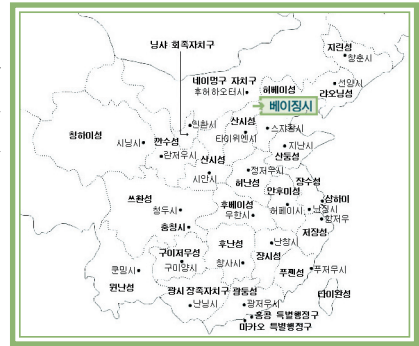 닝샤 회족자치구
지린성
창춘시
네이멍구 자치구
후허하오터시
허베이성
선양시
랴오닝성
베이징시
인촨시
산시성
스자좡시
타이위엔시
칭하이성
시닝시
깐수성
란저우시
지난시
산둥성
산시성
시안시
정저우시
허난성
쟝수성
안후이성
상하이
쓰촨성
후베이성
허페이시
난징시
항저우
청두시
우한시
충칭시
저장성
후난성
난창시
구이저우성
창사시
쟝시성
쿤밍시
구이양시
푸젠성
푸저우시
윈난성
광시 장족자치구
광둥성
타이완성
난닝시
광저우시
홍콩 특별행정구
마카오 특별행정구